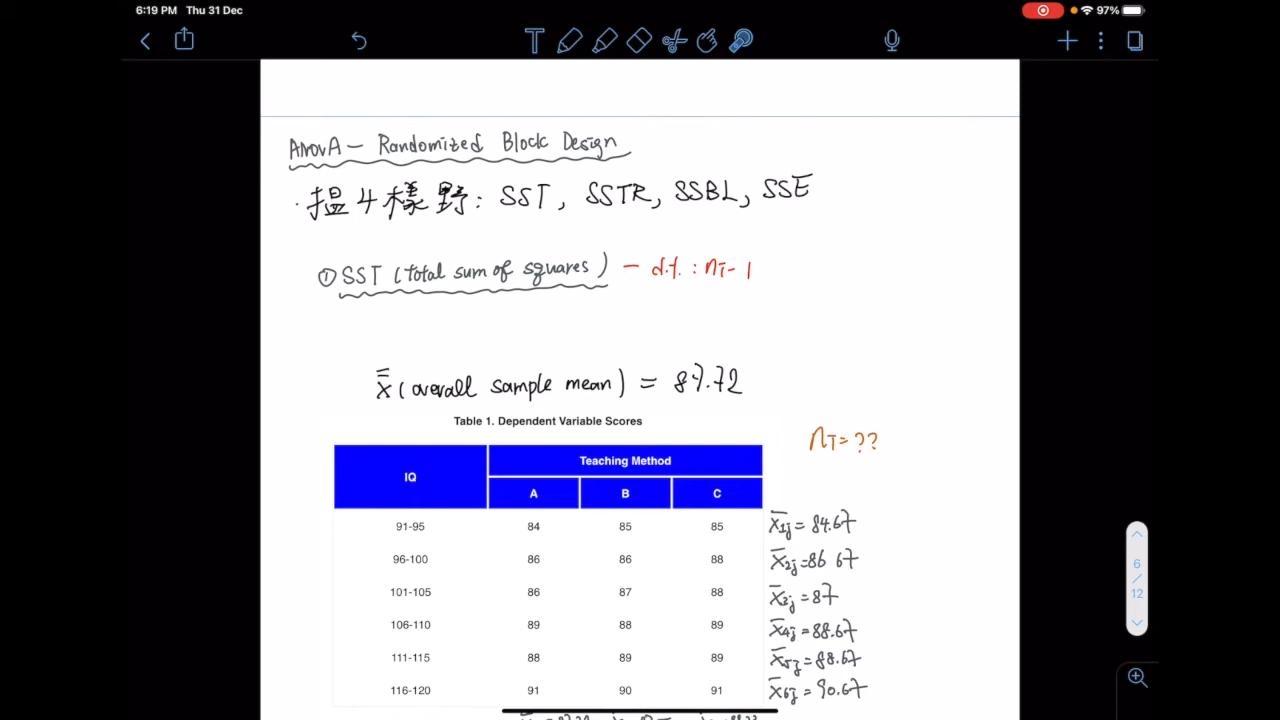 6:19 PM Thu 31 Dec
97%
ANOVA - Randomized Block Design
· 搵 4 樣野: SST, SSTR, SSBL, SSE
① SST (total sum of squares) - d.f. : nT - 1
x̿ (overall sample mean) = 87.72
Table 1. Dependent Variable Scores
nT = ??
IQ Teaching Method
A B C
91-95 84 85 85 x̄1j = 84.67
96-100 86 86 88 x̄2j = 86 67
101-105 86 87 88 x̄3j = 87
106-110 89 88 89 x̄4j = 88.67
111-115 88 89 89 x̄5j = 88.67
116-120 91 90 91 x̄6j = 90.67
6
/
12